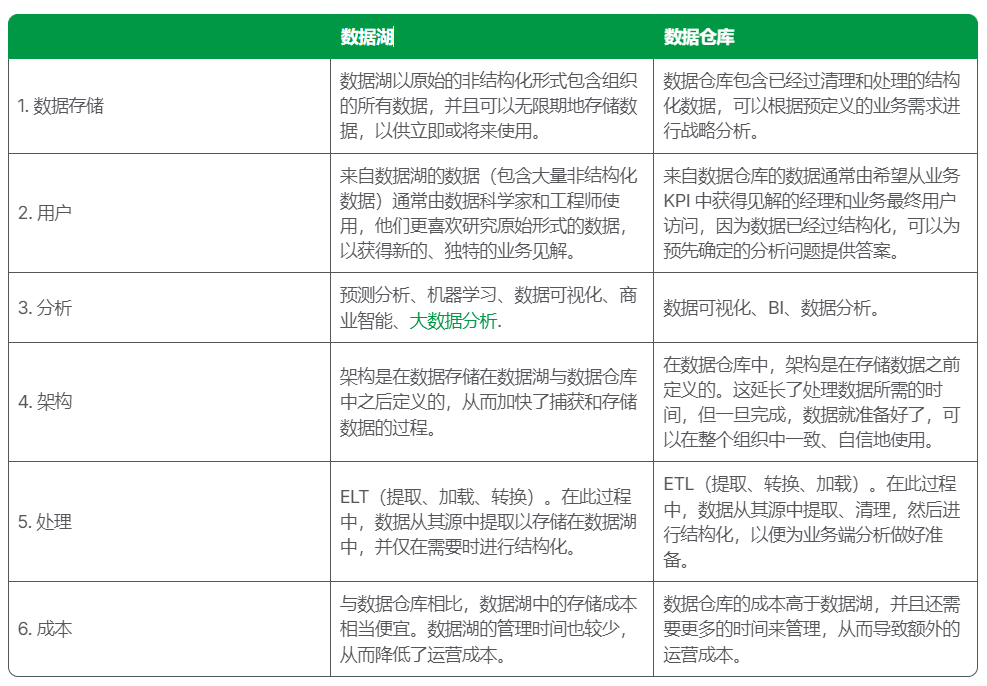 数据湖
数据仓库
1. 数据存储
数据湖以原始的非结构化形式包含组织
的所有数据，并且可以无限期地存储数
据，以供立即或将来使用。
数据仓库包含已经过清理和处理的结构
化数据，可以根据预定义的业务需求进
行战略分析。
2. 用户
来自数据湖的数据（包含大量非结构化
数据）通常由数据科学家和工程师使
用，他们更喜欢研究原始形式的数据，
以获得新的、独特的业务见解。
来自数据仓库的数据通常由希望从业务
KPI 中获得见解的经理和业务最终用户
访问，因为数据已经过结构化，可以为
预先确定的分析问题提供答案。
3. 分析
预测分析、机器学习、数据可视化、商
业智能、大数据分析.
数据可视化、BI、数据分析。
4. 架构
架构是在数据存储在数据湖与数据仓库
中之后定义的，从而加快了捕获和存储
数据的过程。
在数据仓库中，架构是在存储数据之前
定义的。这延长了处理数据所需的时
间，但一旦完成，数据就准备好了，可
以在整个组织中一致、自信地使用。
5. 处理
ELT（提取、加载、转换）。在此过程
中，数据从其源中提取以存储在数据湖
中，并仅在需要时进行结构化。
ETL（提取、转换、加载）。在此过程
中，数据从其源中提取、清理，然后进
行结构化，以便为业务端分析做好准
备。
6. 成本
与数据仓库相比，数据湖中的存储成本
相当便宜。数据湖的管理时间也较少，
从而降低了运营成本。
数据仓库的成本高于数据湖，并且还需
要更多的时间来管理，从而导致额外的
运营成本。